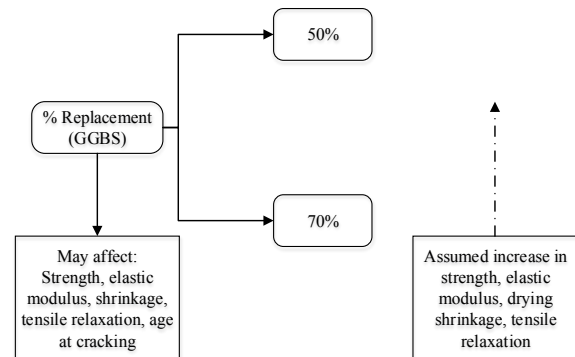 50%
% Replacement
(GGBS)
70%
May affect:
Strength, elastic
modulus, shrinkage,
tensile relaxation, age
at cracking
Assumed increase in
strength, elastic
modulus, drying
shrinkage, tensile
relaxation